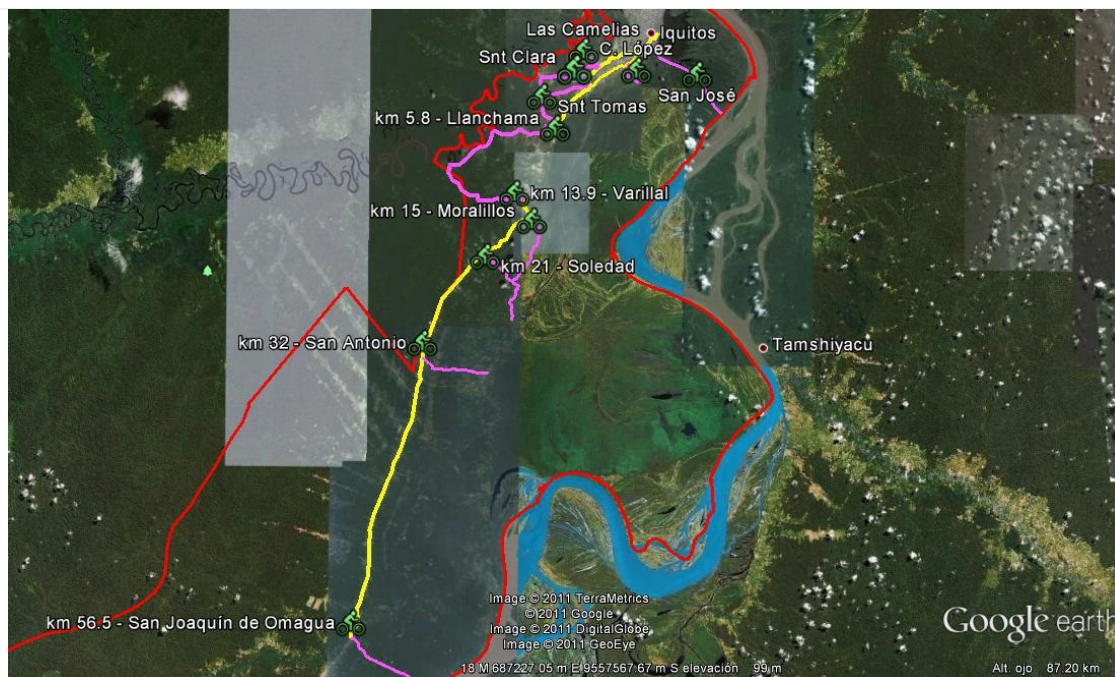 Las Camelias
Iquitos
C. López
Snt Clara
San José
Snt Tomas
km 5.8 - Llanchama
km 13.9 - Varillal
km 15 - Moralillos
km 21 - Soledad
km 32 - San Antonio
Tamshiyacu
km 56.5 - San Joaquín de Omagua
Image © 2011 TerraMetrics
© 2011 Google
Image © 2011 DigitalGlobe
Image © 2011 GeoEye
Google earth
18 M 687227.05 m E 9557567.67 m S elevación 99 m
Alt. ojo 87.20 km